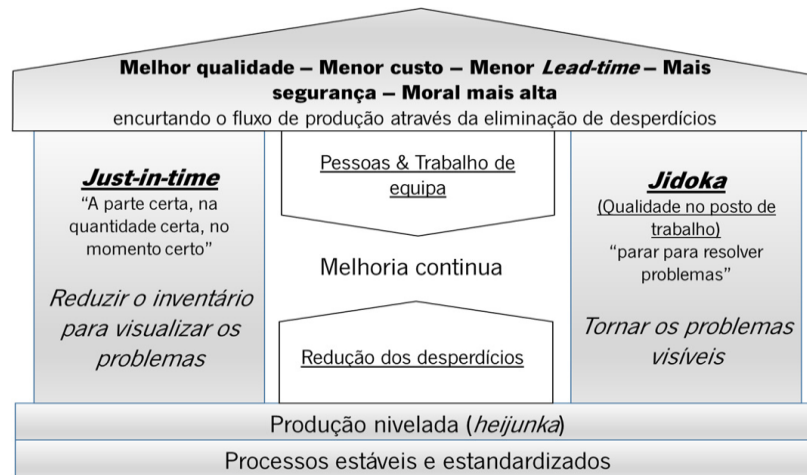 Melhor qualidade – Menor custo – Menor Lead-time – Mais
segurança – Moral mais alta
encurtando o fluxo de produção através da eliminação de desperdícios
Just-in-time
“A parte certa, na
quantidade certa, no
momento certo”
Reduzir o inventário
para visualizar os
problemas
Pessoas & Trabalho de
equipa
Melhoria continua
Redução dos desperdícios
Jidoka
(Qualidade no posto de
trabalho)
“parar para resolver
problemas”
Tornar os problemas
visíveis
Produção nivelada (heijunka)
Processos estáveis e estandardizados